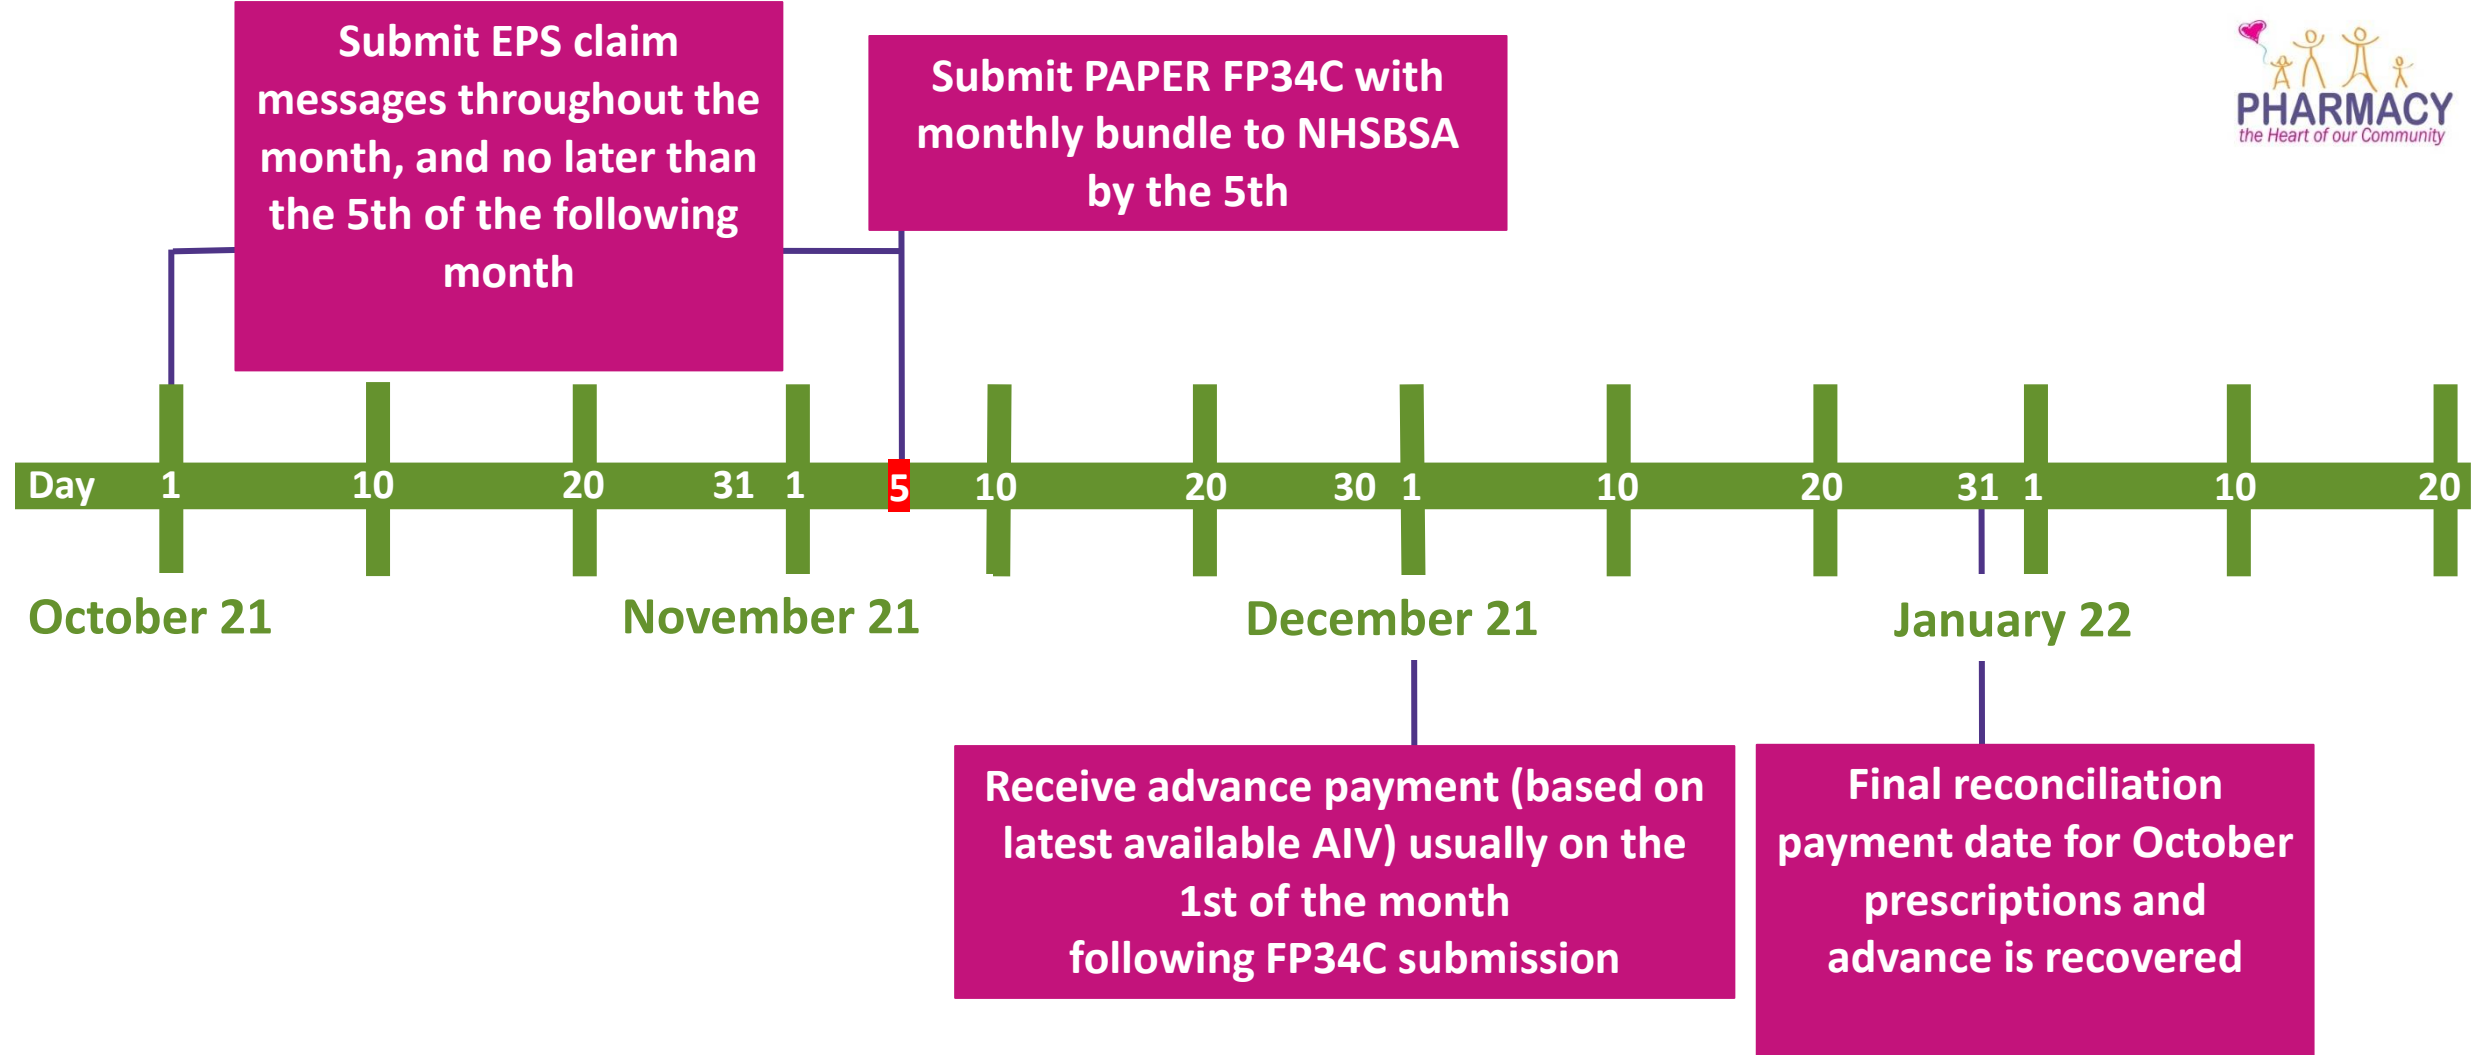 Submit EPS claim
messages throughout the
month, and no later than
the 5th of the following
month
Submit PAPER FP34C with
monthly bundle to NHSBSA
by the 5th
PHARMACY
the Heart of our Community
Day 1 10 20 31 1 5 10 20 30 1 10 20 31 1 10 20
October 21 November 21 December 21 January 22
Receive advance payment (based on
latest available AIV) usually on the
1st of the month
following FP34C submission
Final reconciliation
payment date for October
prescriptions and
advance is recovered